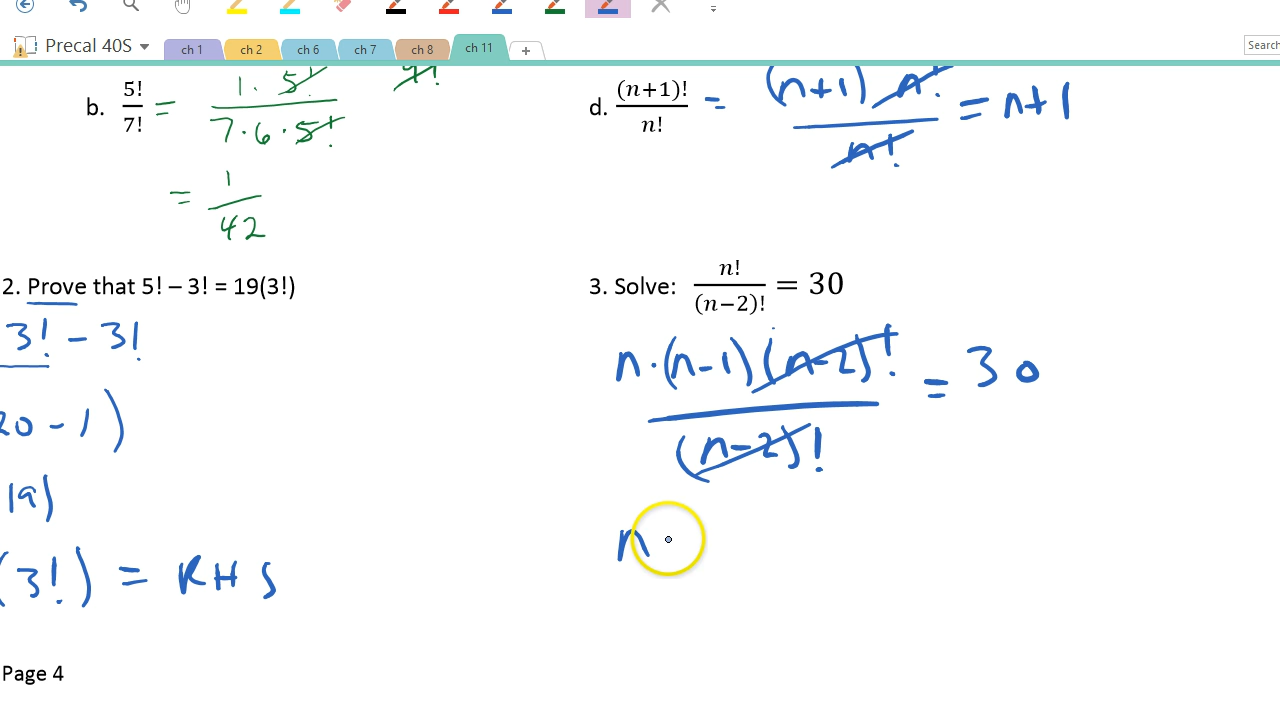 Precal 40S ch 1 ch 2 ch 6 ch 7 ch 8 ch 11 + Search
b. 5!/7! = 1 · 5!/7 · 6 · 5! 4!
= 1/42
d. (n+1)!/n! = (n+1) n!/n! = n+1
2. Prove that 5! – 3! = 19(3!)
3! – 3!
20 – 1)
19)
(3!) = RHS
3. Solve: n!/(n−2)! = 30
n · (n–1)(n–2)!/(n–2)! = 30
n
Page 4